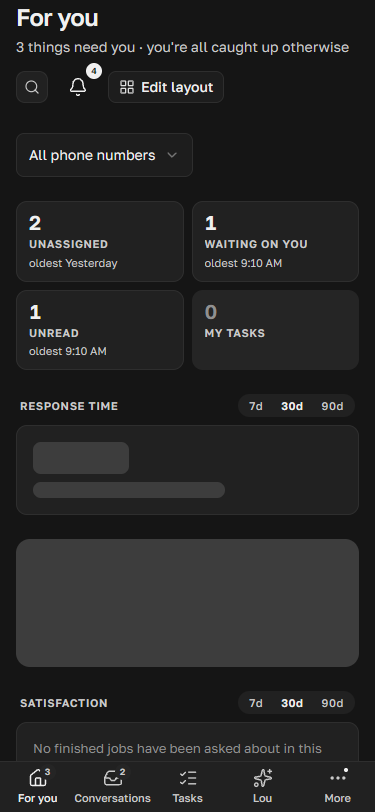 For you
3 things need you · you're all caught up otherwise
4
Edit layout
All phone numbers
2
UNASSIGNED
oldest Yesterday
1
WAITING ON YOU
oldest 9:10 AM
1
UNREAD
oldest 9:10 AM
0
MY TASKS
RESPONSE TIME
7d 30d 90d
SATISFACTION
7d 30d 90d
No finished jobs have been asked about in this
3
For you
2
Conversations
Tasks
Lou
More